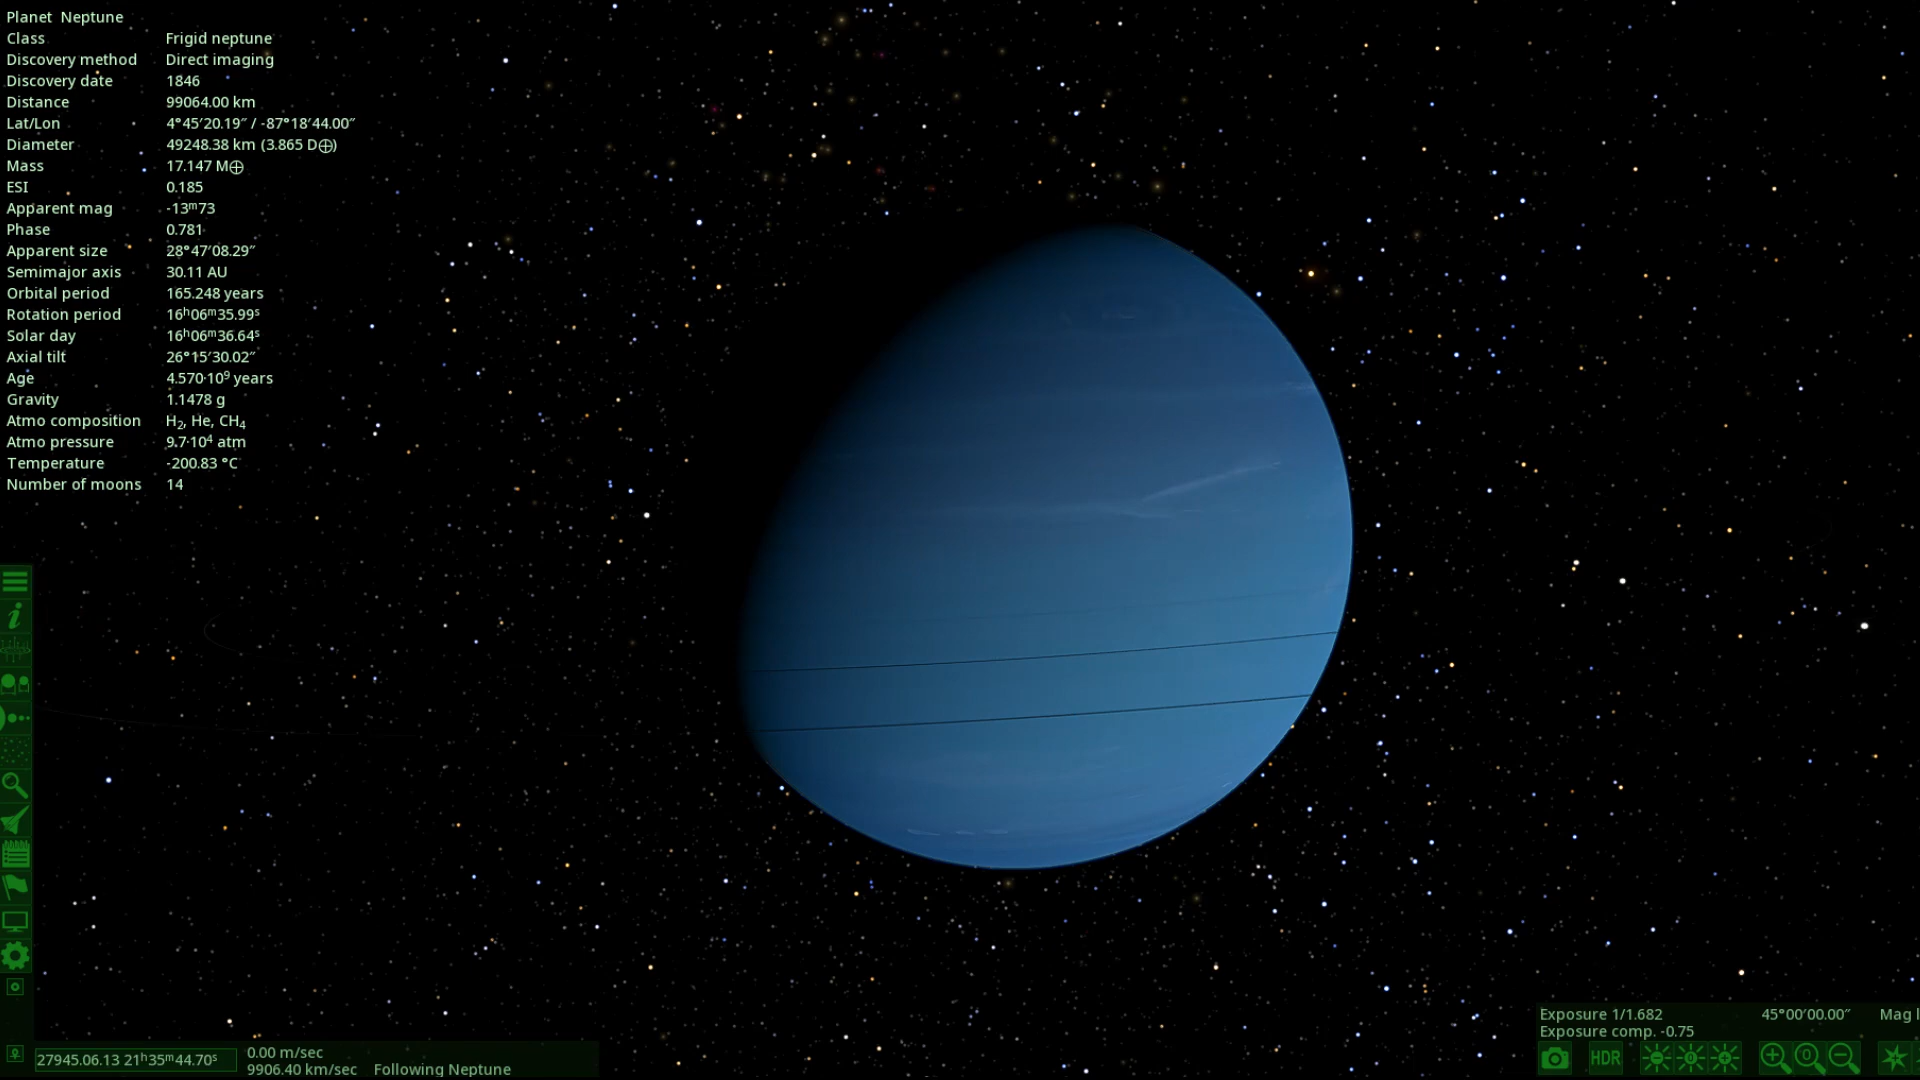 Planet Neptune
Class Frigid neptune
Discovery method Direct imaging
Discovery date 1846
Distance 99064.00 km
Lat/Lon 4°45′20.19″ / -87°18′44.00″
Diameter 49248.38 km (3.865 D⊕)
Mass 17.147 M⊕
ESI 0.185
Apparent mag -13ᵐ73
Phase 0.781
Apparent size 28°47′08.29″
Semimajor axis 30.11 AU
Orbital period 165.248 years
Rotation period 16ʰ06ᵐ35.99ˢ
Solar day 16ʰ06ᵐ36.64ˢ
Axial tilt 26°15′30.02″
Age 4.570·10⁹ years
Gravity 1.1478 g
Atmo composition H₂, He, CH₄
Atmo pressure 9.7·10⁴ atm
Temperature -200.83 °C
Number of moons 14
27945.06.13 21ʰ35ᵐ44.70ˢ
0.00 m/sec
9906.40 km/sec Following Neptune
Exposure 1/1.682 45°00′00.00″ Mag
Exposure comp. -0.75
HDR